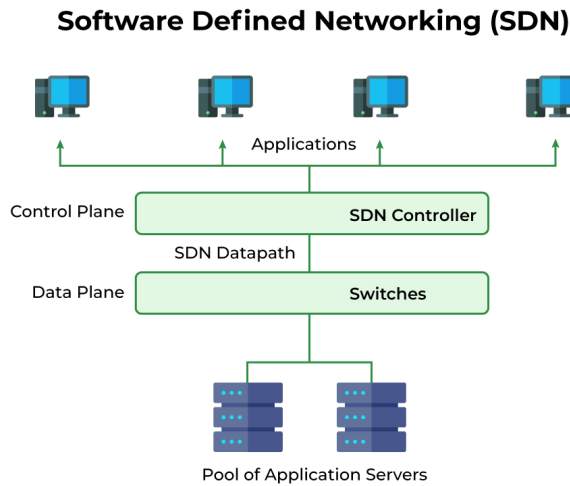 Software Defined Networking (SDN)
Applications
Control Plane
SDN Controller
SDN Datapath
Data Plane
Switches
Pool of Application Servers